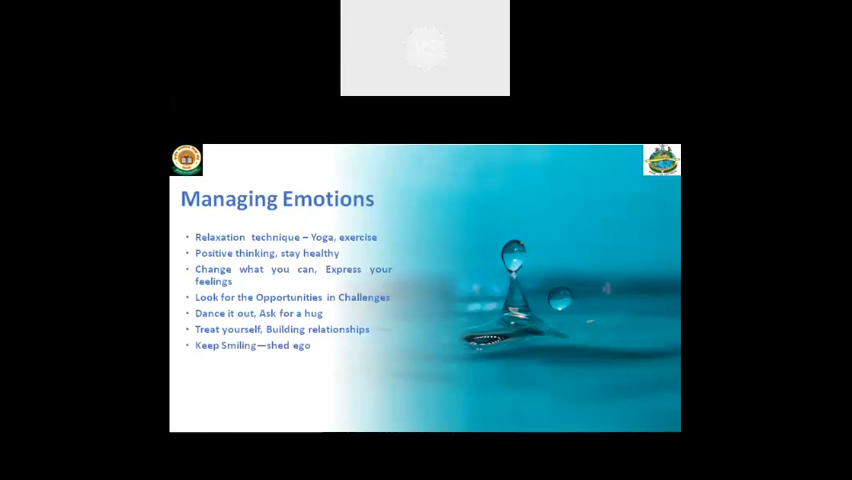 Managing Emotions
• Relaxation technique – Yoga, exercise
• Positive thinking, stay healthy
• Change what you can, Express your
feelings
• Look for the Opportunities in Challenges
• Dance it out, Ask for a hug
• Treat yourself, Building relationships
• Keep Smiling—shed ego